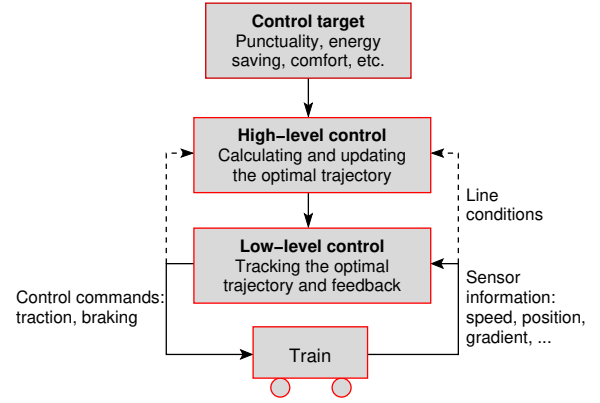 Control target
Punctuality, energy
saving, comfort, etc.
High−level control
Calculating and updating
the optimal trajectory
Line
conditions
Low−level control
Tracking the optimal
trajectory and feedback
Control commands:
traction, braking
Sensor
information:
speed, position,
gradient, ...
Train